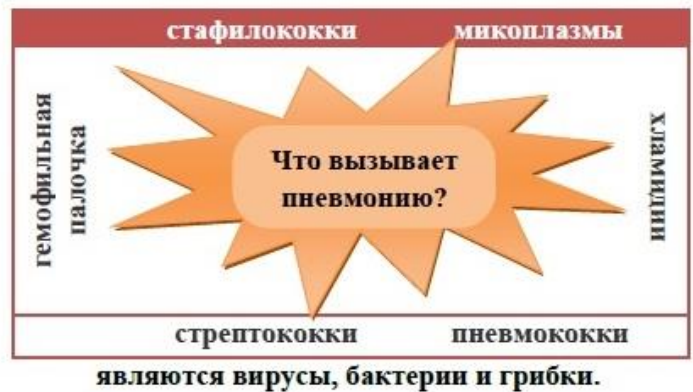 стафилококки микоплазмы
гемофильная
палочка
Что вызывает
пневмонию?
хламидии
стрептококки пневмококки
являются вирусы, бактерии и грибки.